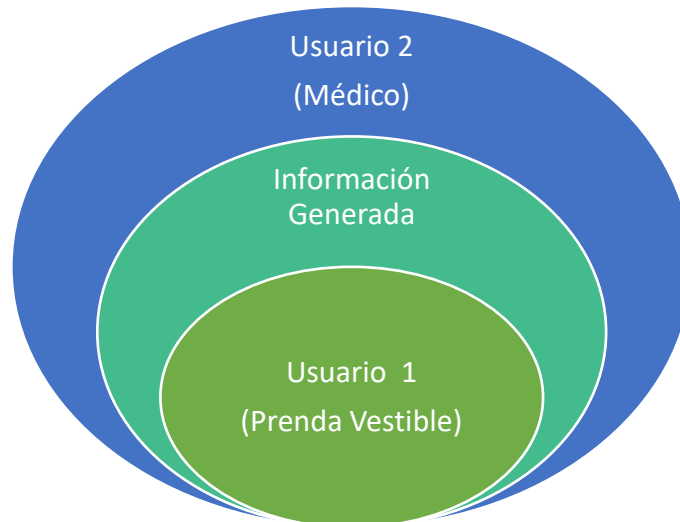 Usuario 2
(Médico)
Información
Generada
Usuario 1
(Prenda Vestible)